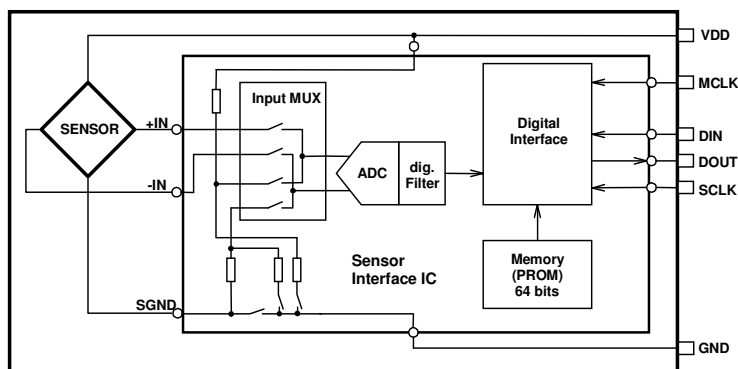 VDD
MCLK
Input MUX
SENSOR
+IN
Digital
Interface
DIN
DOUT
ADC
dig.
Filter
-IN
SCLK
Sensor
Interface IC
Memory
(PROM)
64 bits
SGND
GND